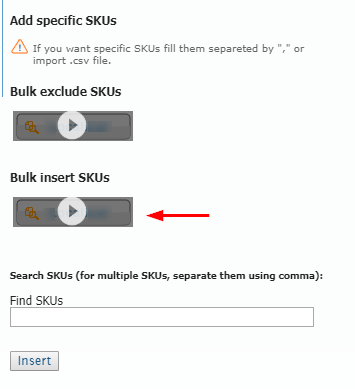 Add specific SKUs
If you want specific SKUs fill them separeted by "," or
import .csv file.
Bulk exclude SKUs
Bulk insert SKUs
Search SKUs (for multiple SKUs, separate them using comma):
Find SKUs
Insert